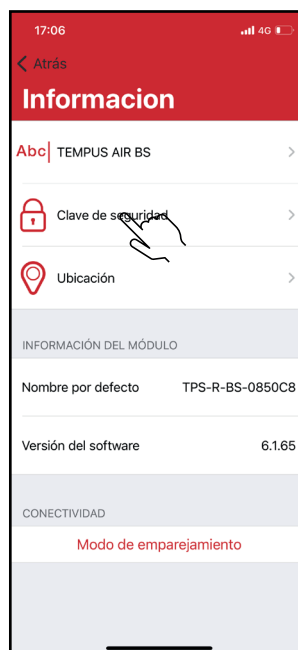 17:06
4G
Atrás
Informacion
Abc TEMPUS AIR BS
Clave de seguridad
Ubicación
INFORMACIÓN DEL MÓDULO
Nombre por defecto TPS-R-BS-0850C8
Versión del software 6.1.65
CONECTIVIDAD
Modo de emparejamiento